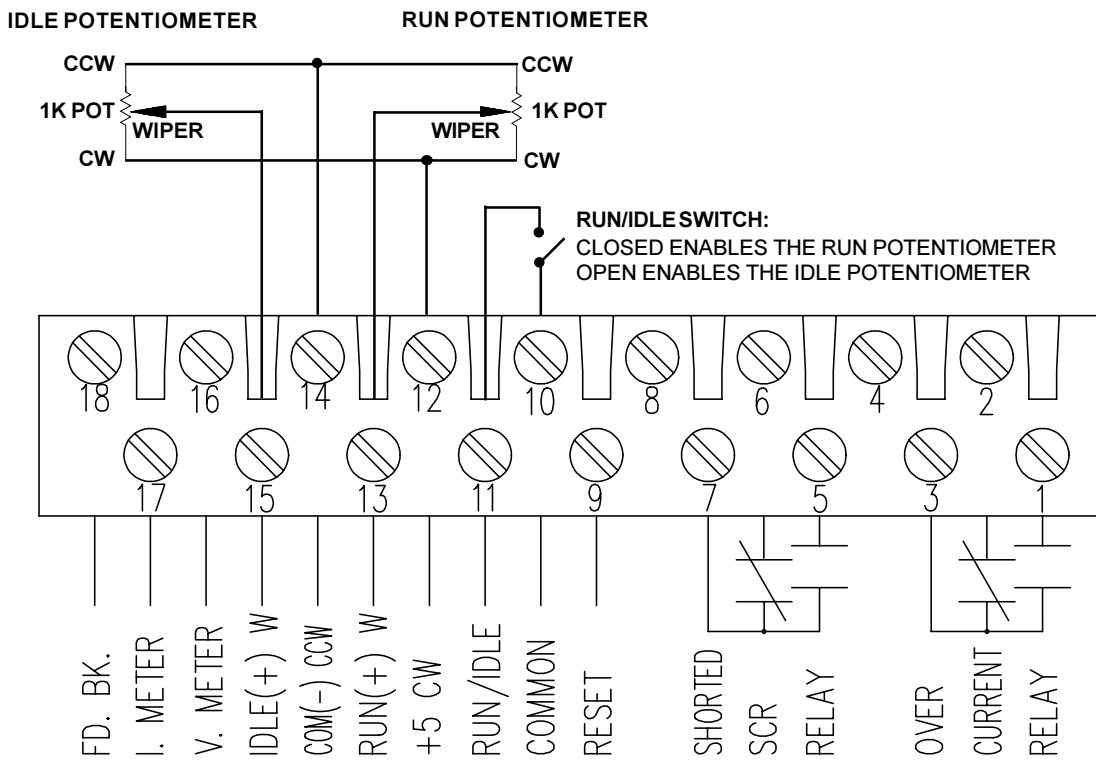 IDLE POTENTIOMETER
RUN POTENTIOMETER
CCW
CCW
1K POT
WIPER
WIPER
1K POT
CW
CW
RUN/IDLE SWITCH:
CLOSED ENABLES THE RUN POTENTIOMETER
OPEN ENABLES THE IDLE POTENTIOMETER
18
16
14
12
10
8
6
4
2
17
15
13
11
9
7
5
3
1
FD. BK.
I. METER
V. METER
IDLE(+) W
COM(-) CCW
RUN(+) W
+5 CW
RUN/IDLE
COMMON
RESET
SHORTED
SCR
RELAY
OVER
CURRENT
RELAY